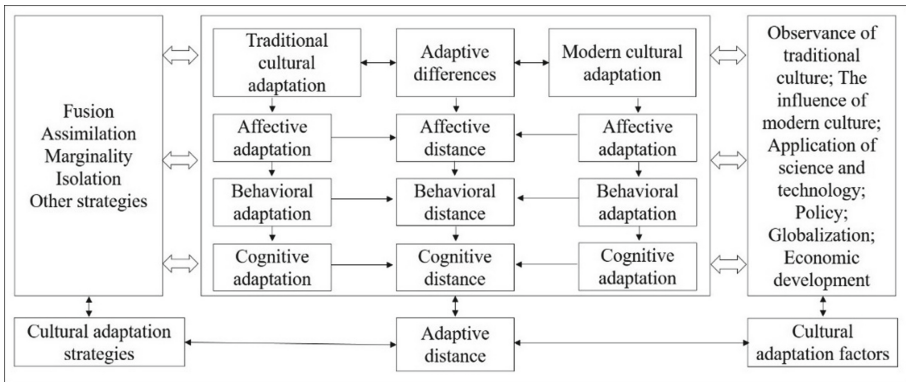 Fusion
Assimilation
Marginality
Isolation
Other strategies
Cultural adaptation
strategies
Traditional
cultural
adaptation
Adaptive
differences
Modern cultural
adaptation
Affective
adaptation
Affective
distance
Affective
adaptation
Behavioral
adaptation
Behavioral
distance
Behavioral
adaptation
Cognitive
adaptation
Cognitive
distance
Cognitive
adaptation
Adaptive
distance
Observance of
traditional
culture; The
influence of
modern culture;
Application of
science and
technology;
Policy;
Globalization;
Economic
development
Cultural
adaptation factors